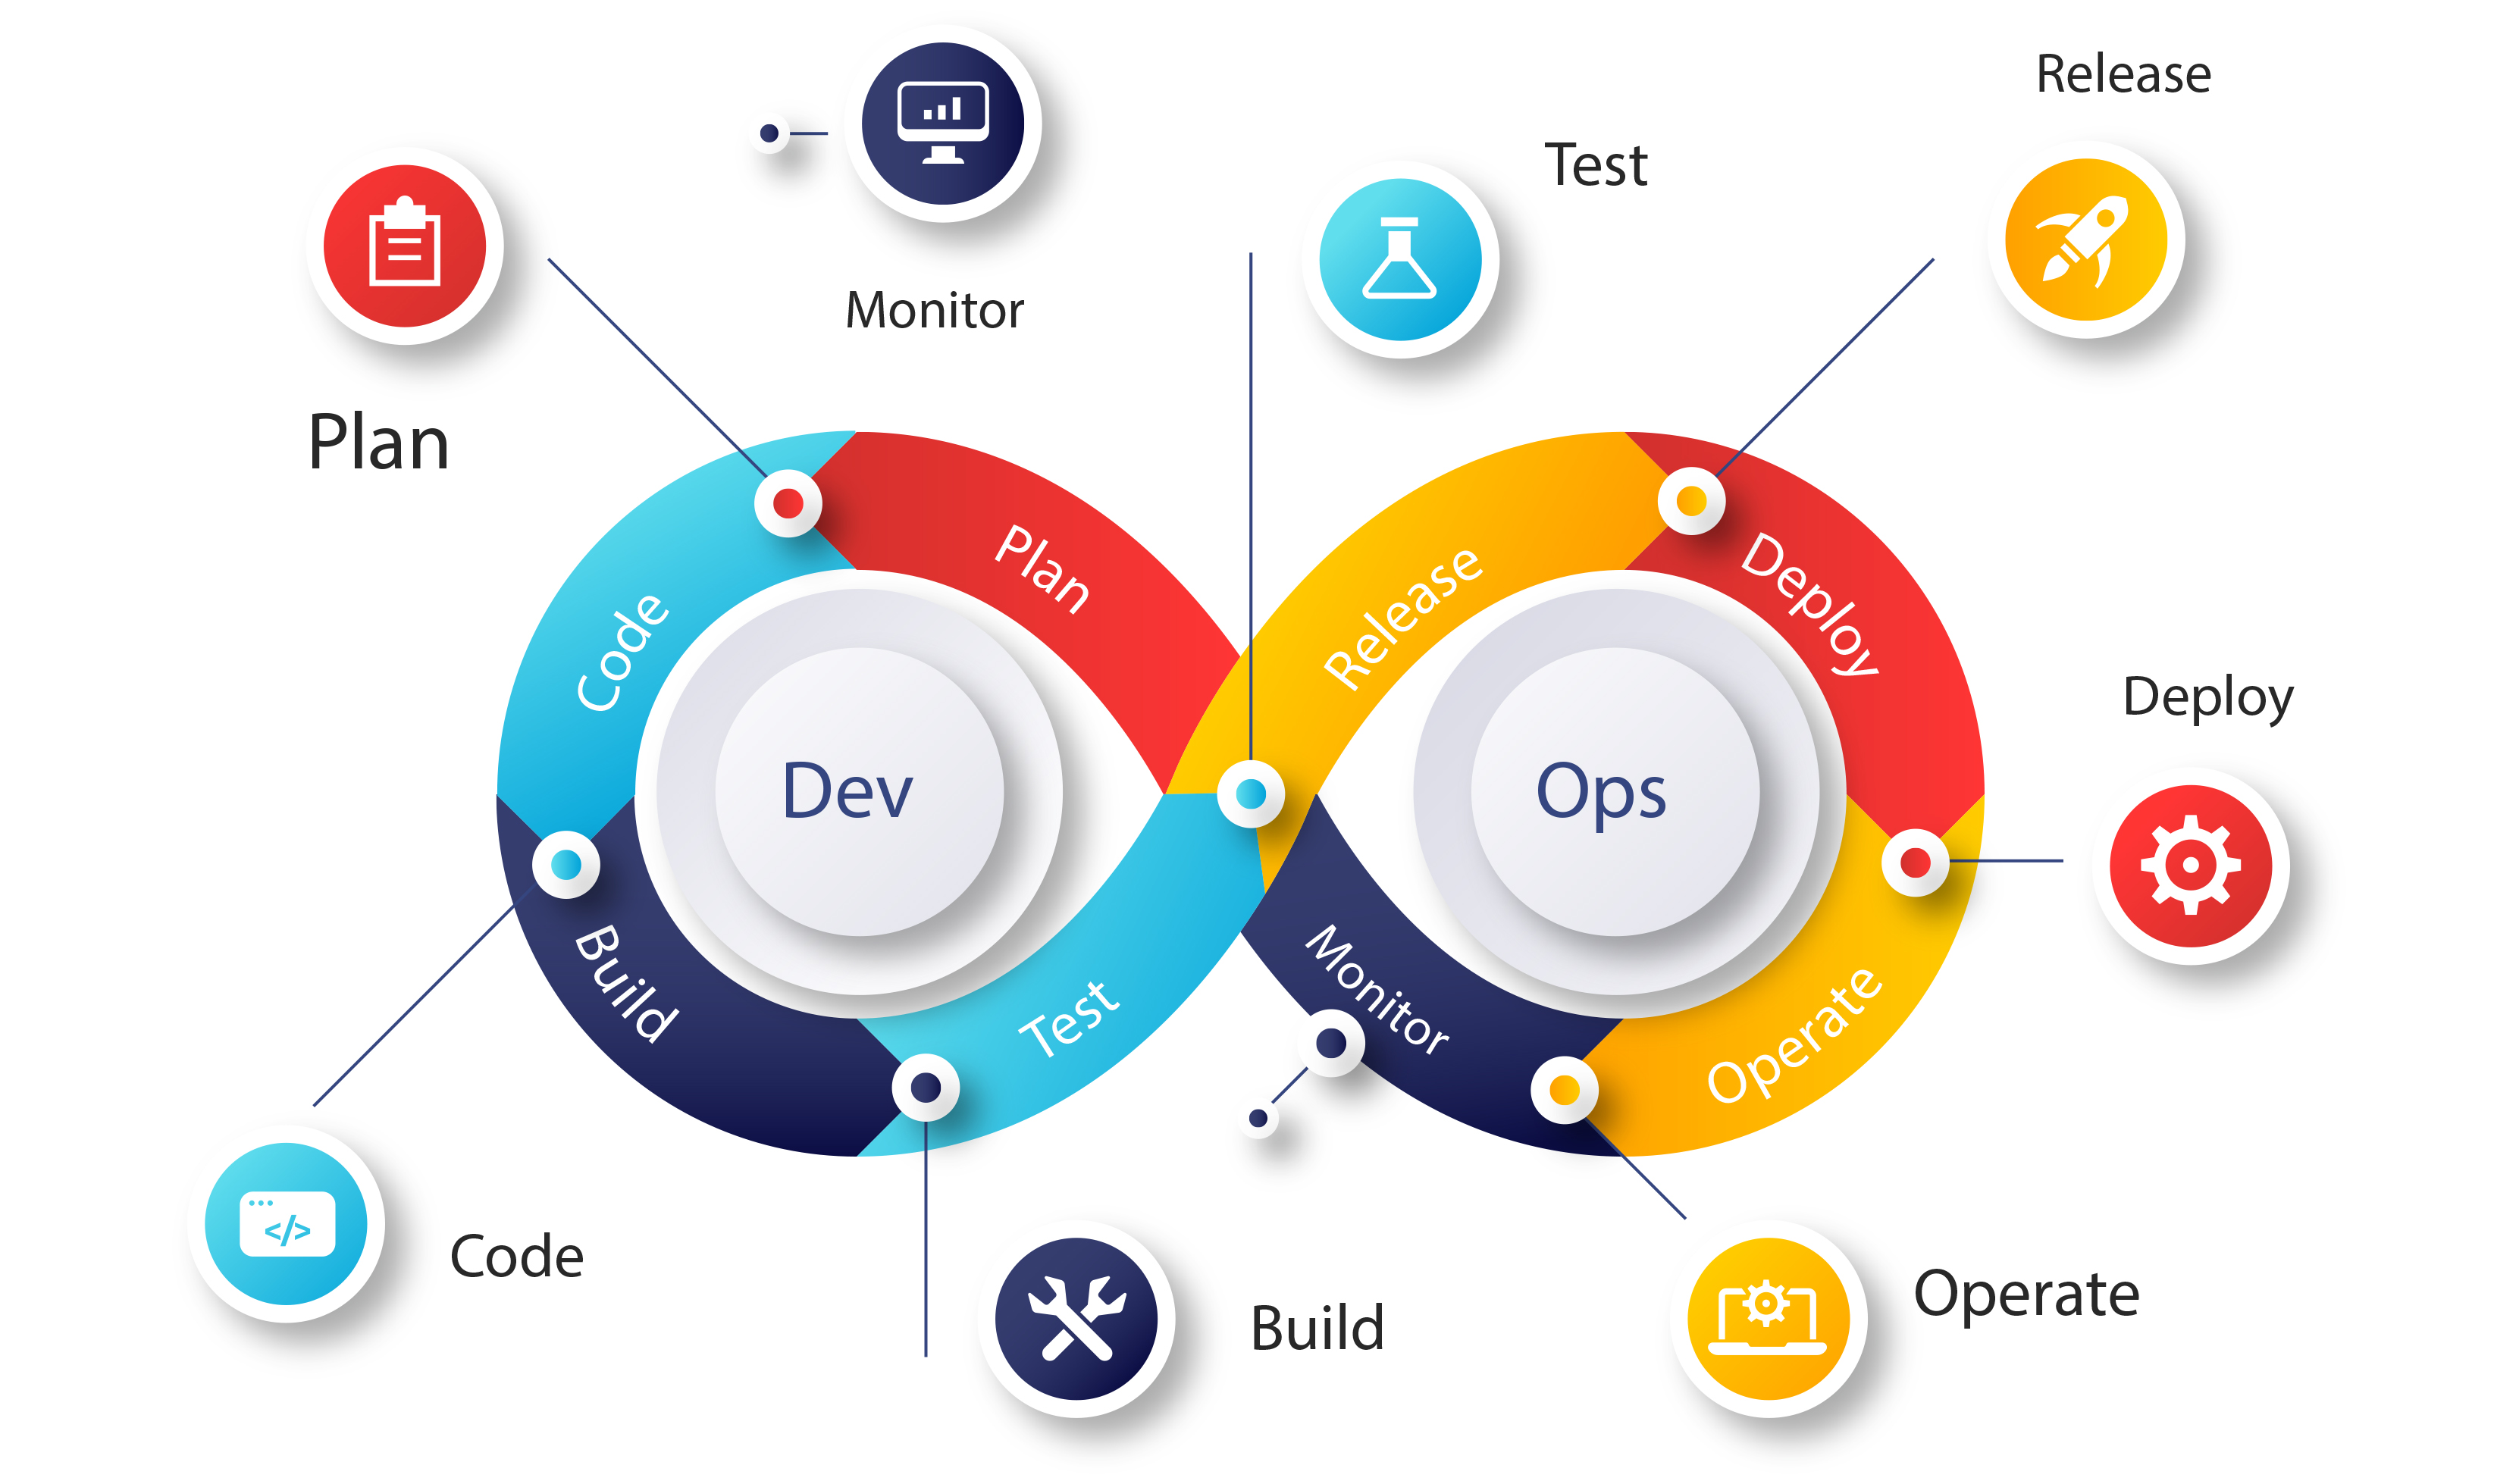 Release
Test
Monitor
Plan
Plan
Release
Deploy
Code
Deploy
Dev
Ops
Build
Monitor
Test
Operate
</>
Code
Build
Operate